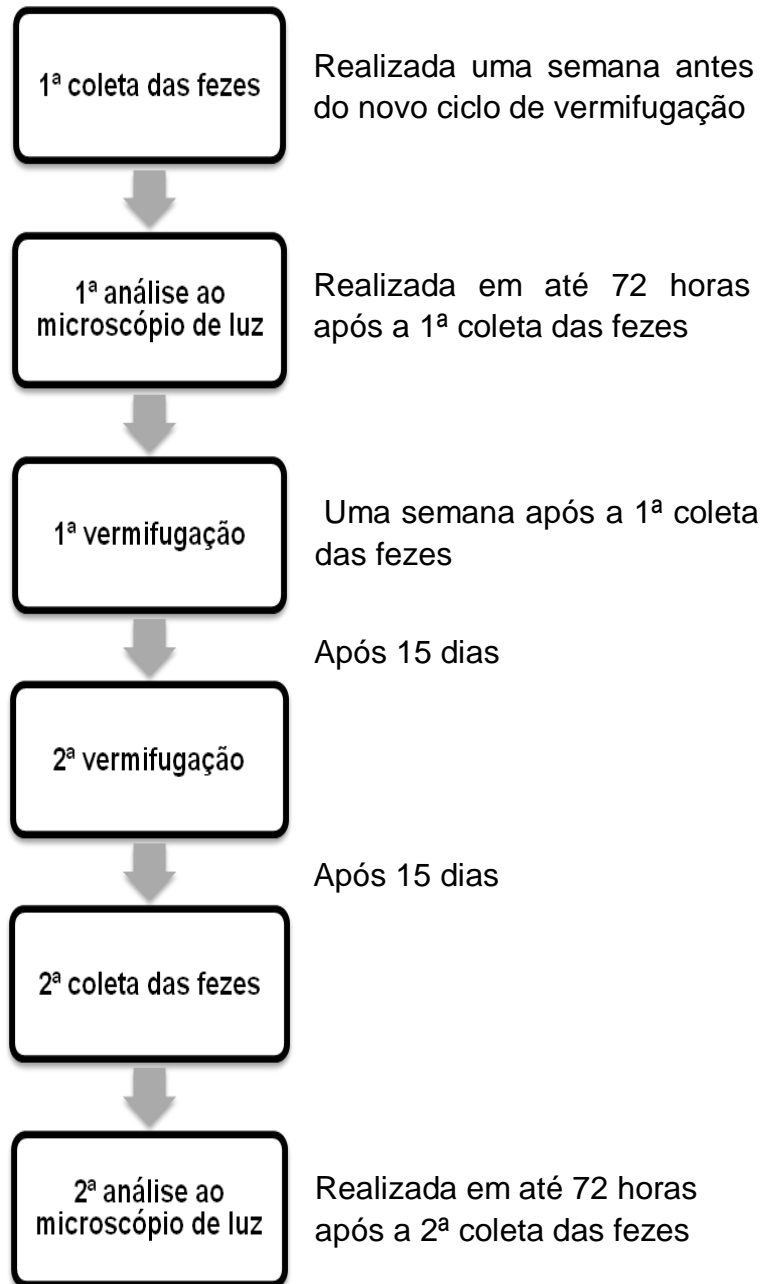 1ª coleta das fezes
Realizada uma semana antes
do novo ciclo de vermifugação
1ª análise ao
microscópio de luz
Realizada em até 72 horas
após a 1ª coleta das fezes
1ª vermifugação
Uma semana após a 1ª coleta
das fezes
Após 15 dias
2ª vermifugação
Após 15 dias
2ª coleta das fezes
2ª análise ao
microscópio de luz
Realizada em até 72 horas
após a 2ª coleta das fezes